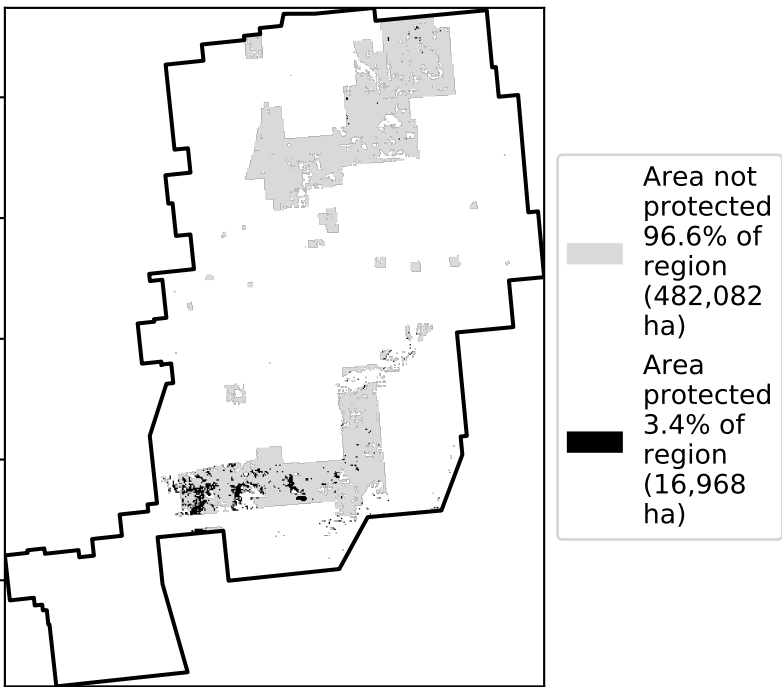 Area not
protected
96.6% of
region
(482,082
ha)
Area
protected
3.4% of
region
(16,968
ha)